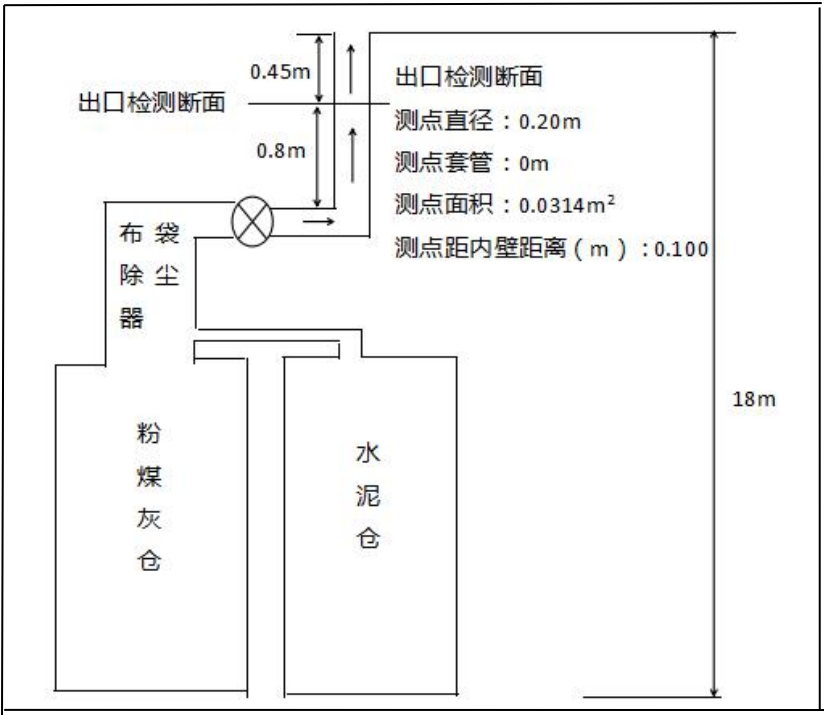 0.45m
出口检测断面
出口检测断面
测点直径：0.20m
0.8m
测点套管：0m
测点面积：0.0314m²
测点距内壁距离（m）:0.100
布袋
除尘
器
18m
粉
煤
灰
仓
水
泥
仓